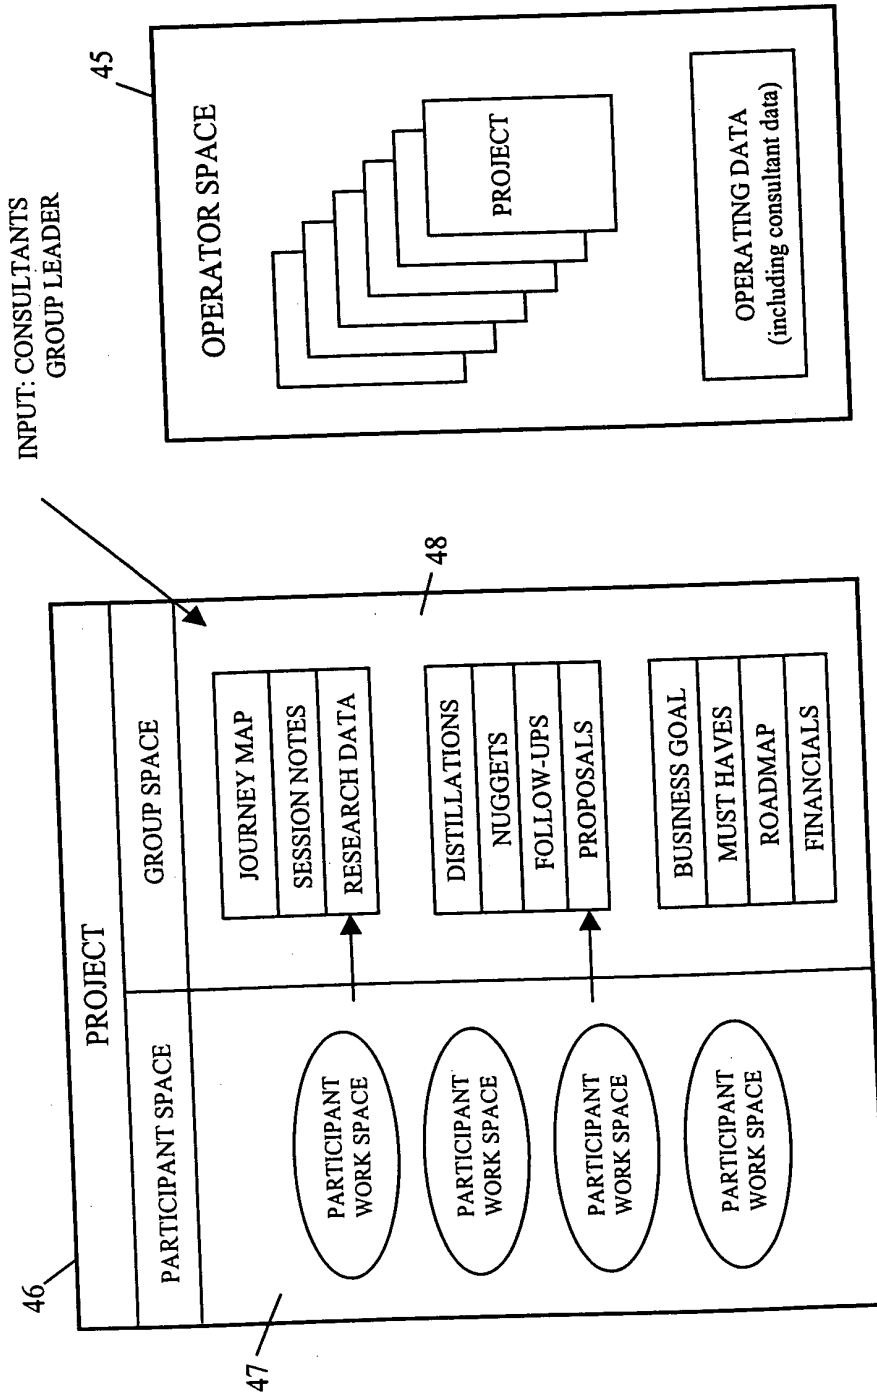 46
PROJECT
PARTICIPANT SPACE
GROUP SPACE
47
PARTICIPANT
WORK SPACE
PARTICIPANT
WORK SPACE
PARTICIPANT
WORK SPACE
PARTICIPANT
WORK SPACE
JOURNEY MAP
SESSION NOTES
RESEARCH DATA
DISTILLATIONS
NUGGETS
FOLLOW-UPS
PROPOSALS
BUSINESS GOAL
MUST HAVES
ROADMAP
FINANCIALS
48
INPUT: CONSULTANTS
GROUP LEADER
45
OPERATOR SPACE
PROJECT
OPERATING DATA
(including consultant data)